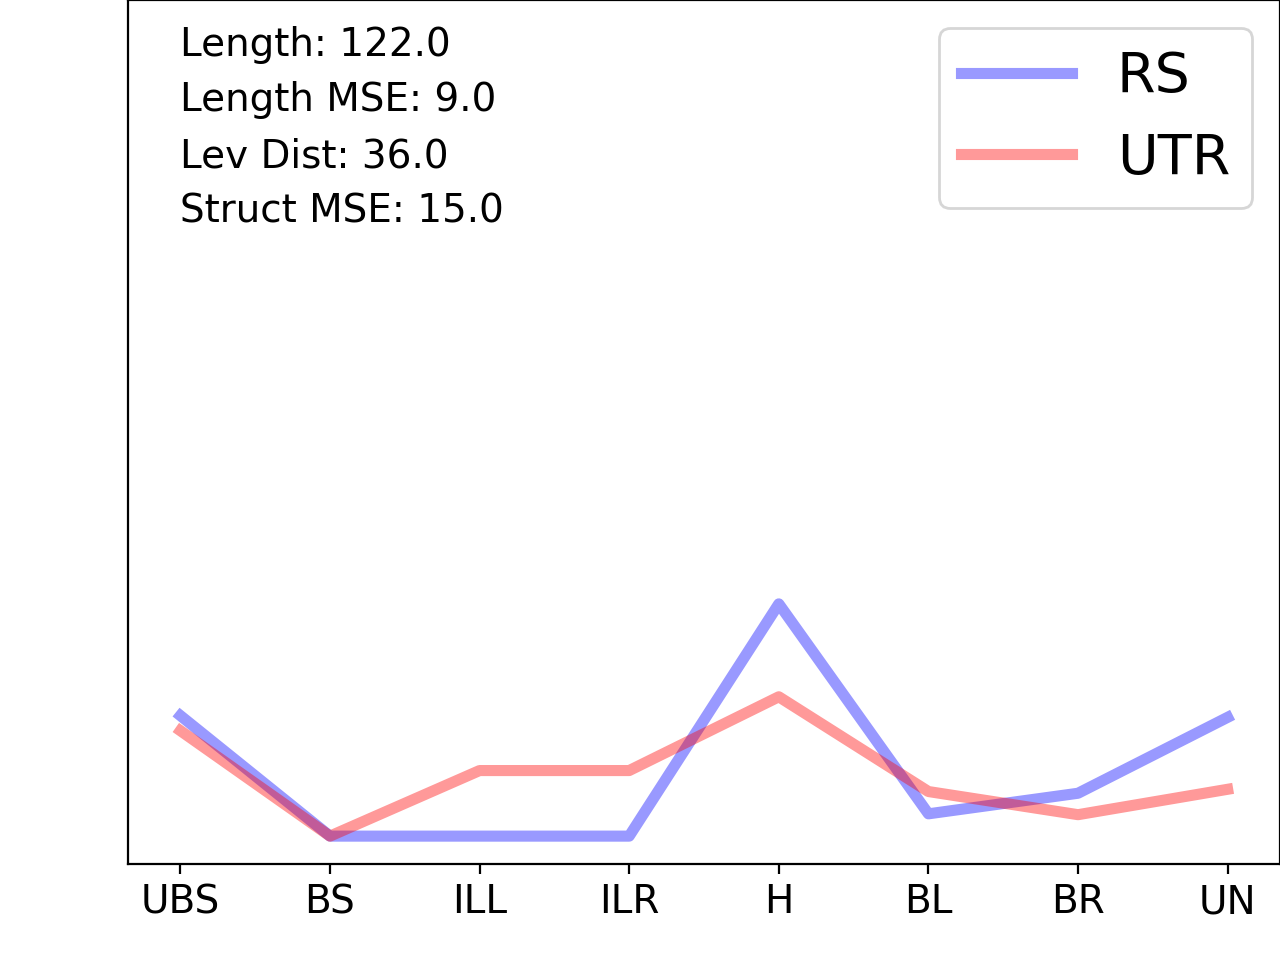 Length: 122.0
Length MSE: 9.0
Lev Dist: 36.0
Struct MSE: 15.0
RS
UTR
UBS BS ILL ILR H BL BR UN